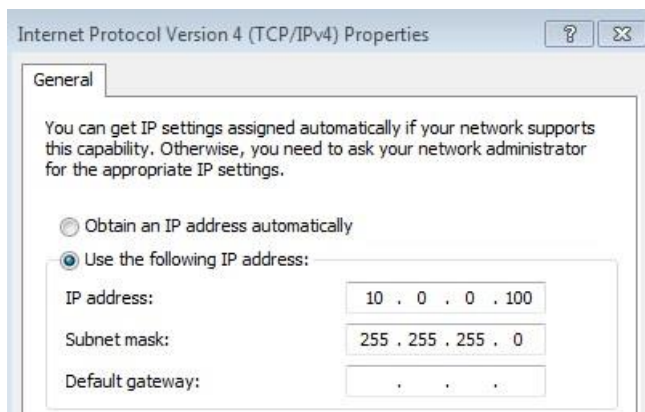 Internet Protocol Version 4 (TCP/IPv4) Properties
General
You can get IP settings assigned automatically if your network supports
this capability. Otherwise, you need to ask your network administrator
for the appropriate IP settings.
Obtain an IP address automatically
Use the following IP address:
IP address: 10 . 0 . 0 . 100
Subnet mask: 255 . 255 . 255 . 0
Default gateway: . . .